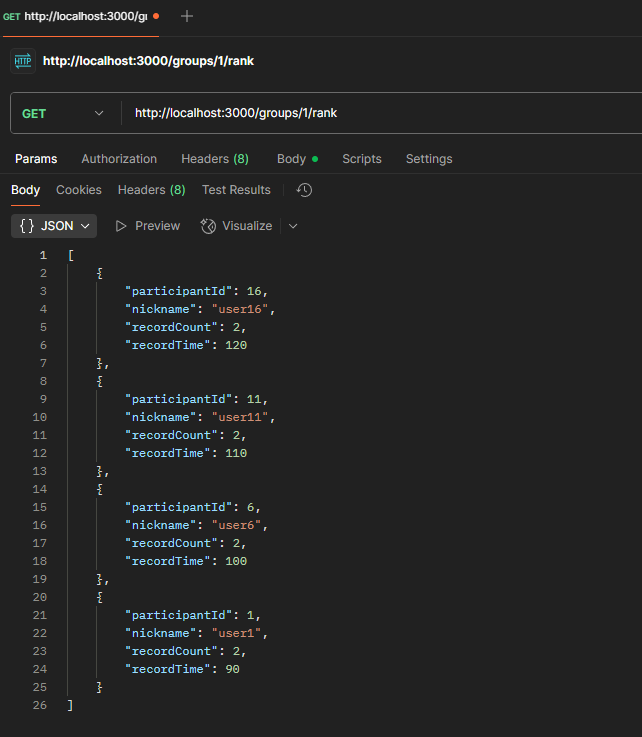 GET http://localhost:3000/gr
HTTP http://localhost:3000/groups/1/rank
GET http://localhost:3000/groups/1/rank
Params Authorization Headers (8) Body Scripts Settings
Body Cookies Headers (8) Test Results
{} JSON Preview Visualize
1 [
2 {
3 "participantId": 16,
4 "nickname": "user16",
5 "recordCount": 2,
6 "recordTime": 120
7 },
8 {
9 "participantId": 11,
10 "nickname": "user11",
11 "recordCount": 2,
12 "recordTime": 110
13 },
14 {
15 "participantId": 6,
16 "nickname": "user6",
17 "recordCount": 2,
18 "recordTime": 100
19 },
20 {
21 "participantId": 1,
22 "nickname": "user1",
23 "recordCount": 2,
24 "recordTime": 90
25 }
26 ]